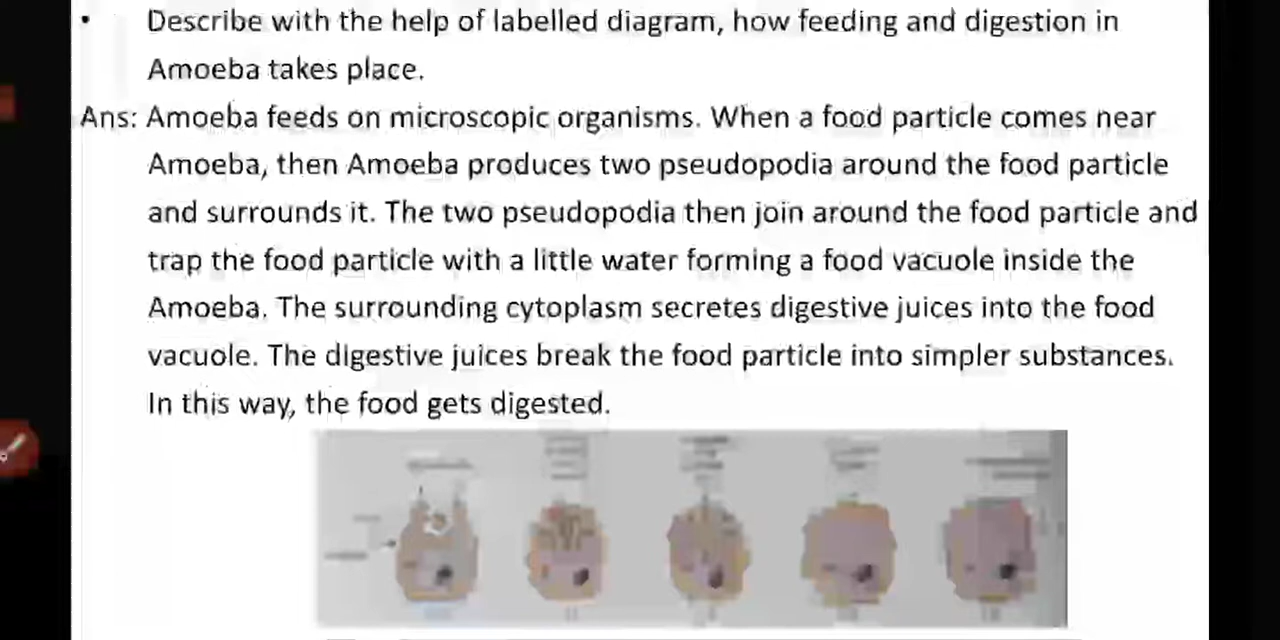 • Describe with the help of labelled diagram, how feeding and digestion in
Amoeba takes place.
Ans: Amoeba feeds on microscopic organisms. When a food particle comes near
Amoeba, then Amoeba produces two pseudopodia around the food particle
and surrounds it. The two pseudopodia then join around the food particle and
trap the food particle with a little water forming a food vacuole inside the
Amoeba. The surrounding cytoplasm secretes digestive juices into the food
vacuole. The digestive juices break the food particle into simpler substances.
In this way, the food gets digested.